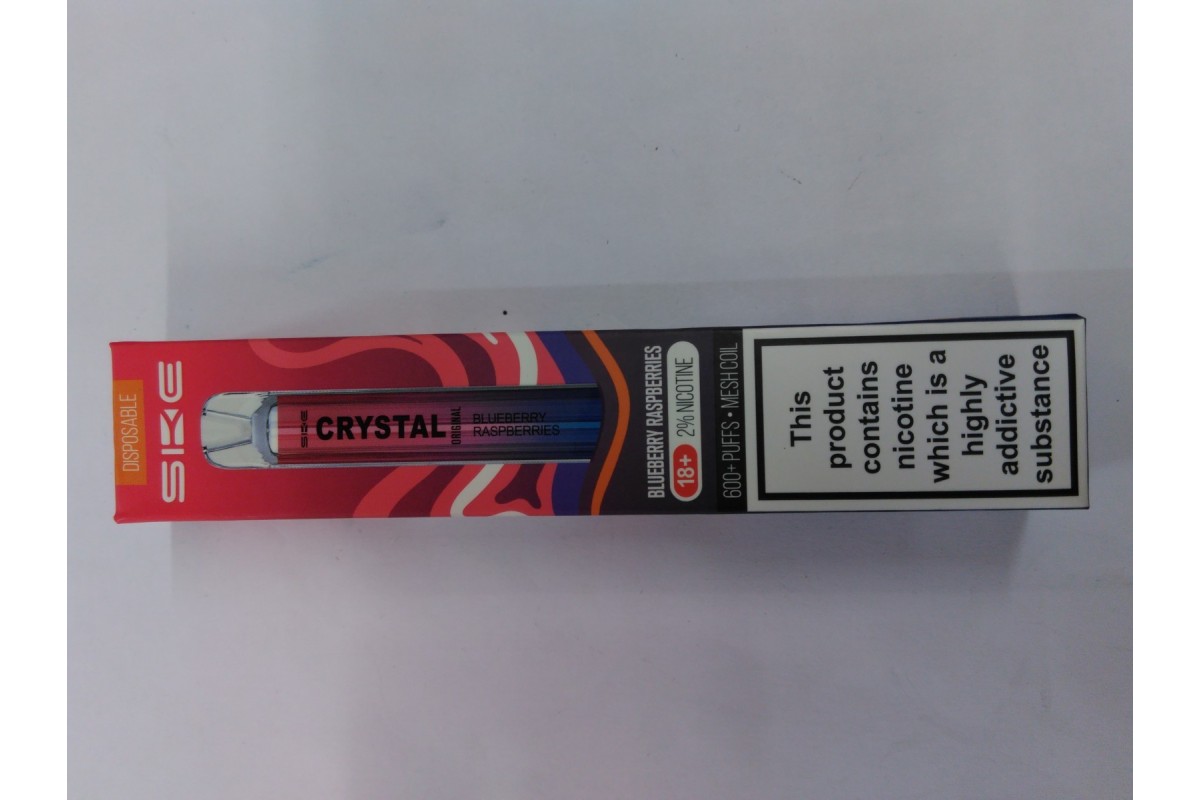 DISPOSABLE
SKE
SKE
CRYSTAL
ORIGINAL
BLUEBERRY
RASPBERRIES
BLUEBERRY RASPBERRIES
18+ 2% NICOTINE
600+ PUFFS • MESH COIL
This
product
contains
nicotine
which is a
highly
addictive
substance